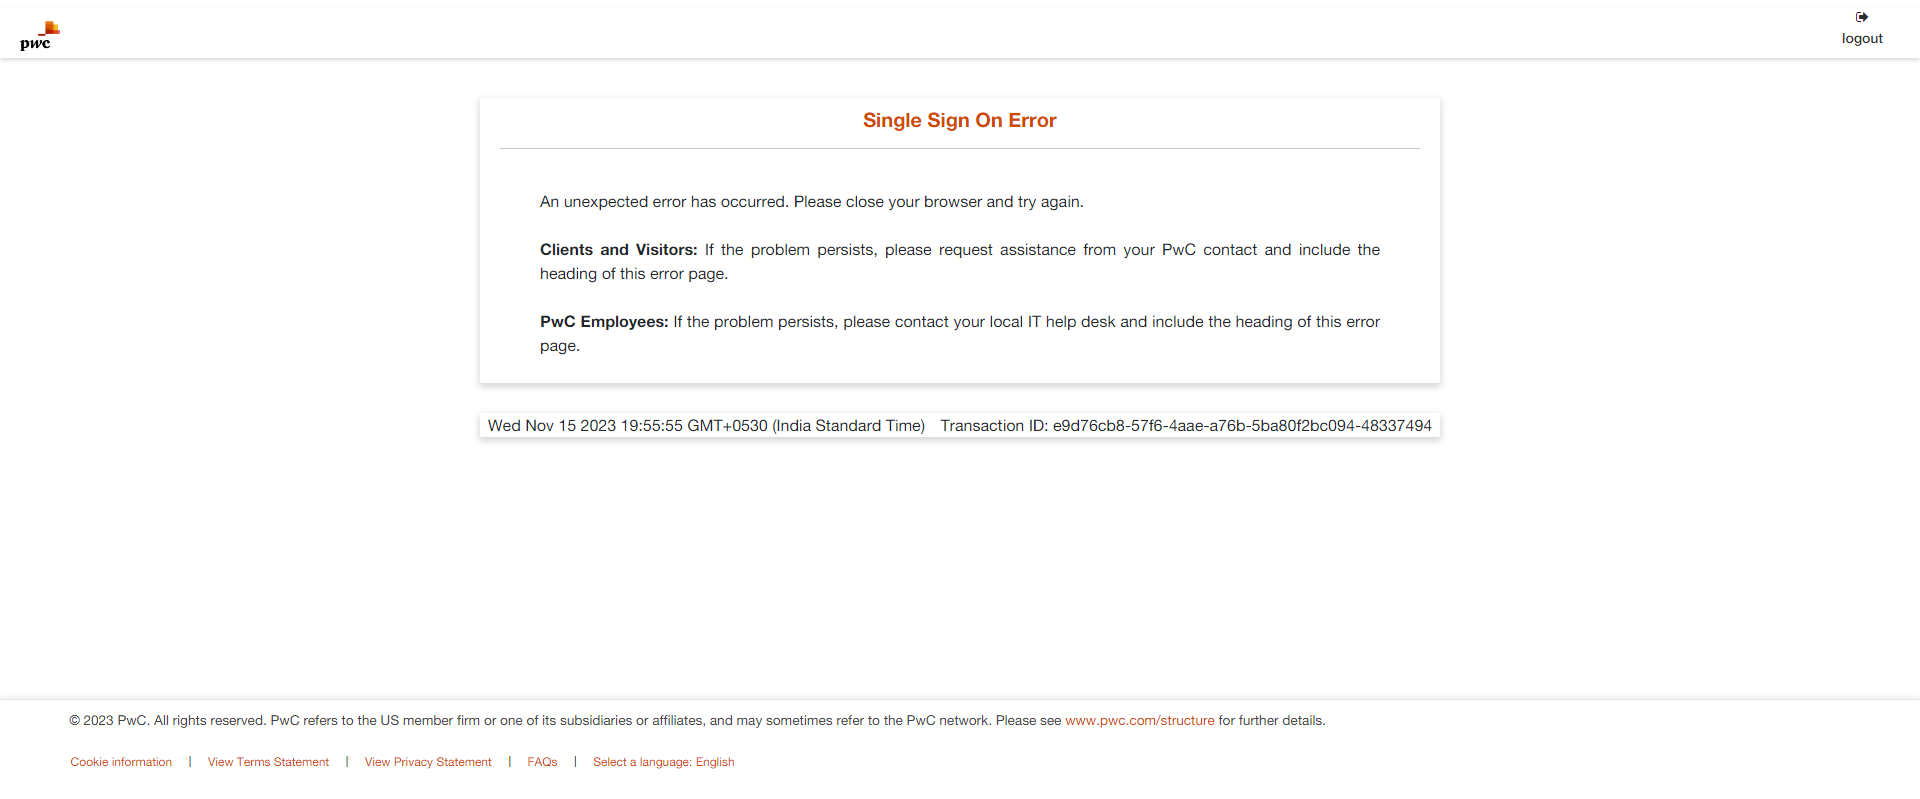 pwc
logout
Single Sign On Error
An unexpected error has occurred. Please close your browser and try again.
Clients and Visitors: If the problem persists, please request assistance from your PwC contact and include the
heading of this error page.
PwC Employees: If the problem persists, please contact your local IT help desk and include the heading of this error
page.
Wed Nov 15 2023 19:55:55 GMT+0530 (India Standard Time) Transaction ID: e9d76cb8-57f6-4aae-a76b-5ba80f2bc094-48337494
© 2023 PwC. All rights reserved. PwC refers to the US member firm or one of its subsidiaries or affiliates, and may sometimes refer to the PwC network. Please see www.pwc.com/structure for further details.
Cookie information | View Terms Statement | View Privacy Statement | FAQs | Select a language: English